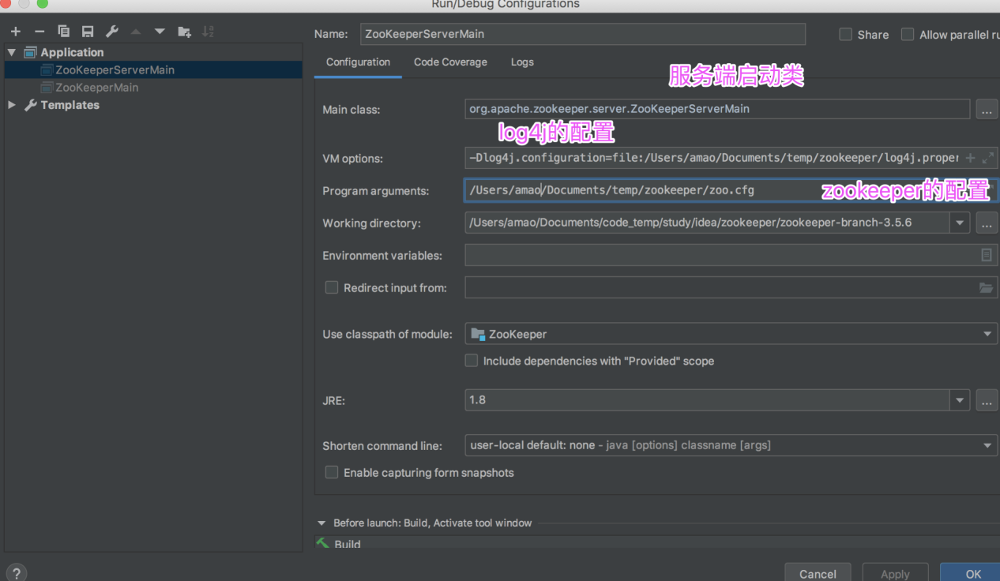 Run/Debug Configurations
Name: ZooKeeperServerMain Share Allow parallel
Application
ZooKeeperServerMain
ZooKeeperMain
Templates
Configuration Code Coverage Logs
服务端启动类
Main class: org.apache.zookeeper.server.ZooKeeperServerMain ...
log4j的配置
VM options: -Dlog4j.configuration=file:/Users/amao/Documents/temp/zookeeper/log4j.proper
Program arguments: /Users/amao/Documents/temp/zookeeper/zoo.cfg zookeeper的配置
Working directory: /Users/amao/Documents/code_temp/study/idea/zookeeper/zookeeper-branch-3.5.6 ...
Environment variables:
Redirect input from:
Use classpath of module: ZooKeeper
Include dependencies with "Provided" scope
JRE: 1.8 ...
Shorten command line: user-local default: none - java [options] classname [args]
Enable capturing form snapshots
Before launch: Build, Activate tool window
Build
? Cancel Apply OK